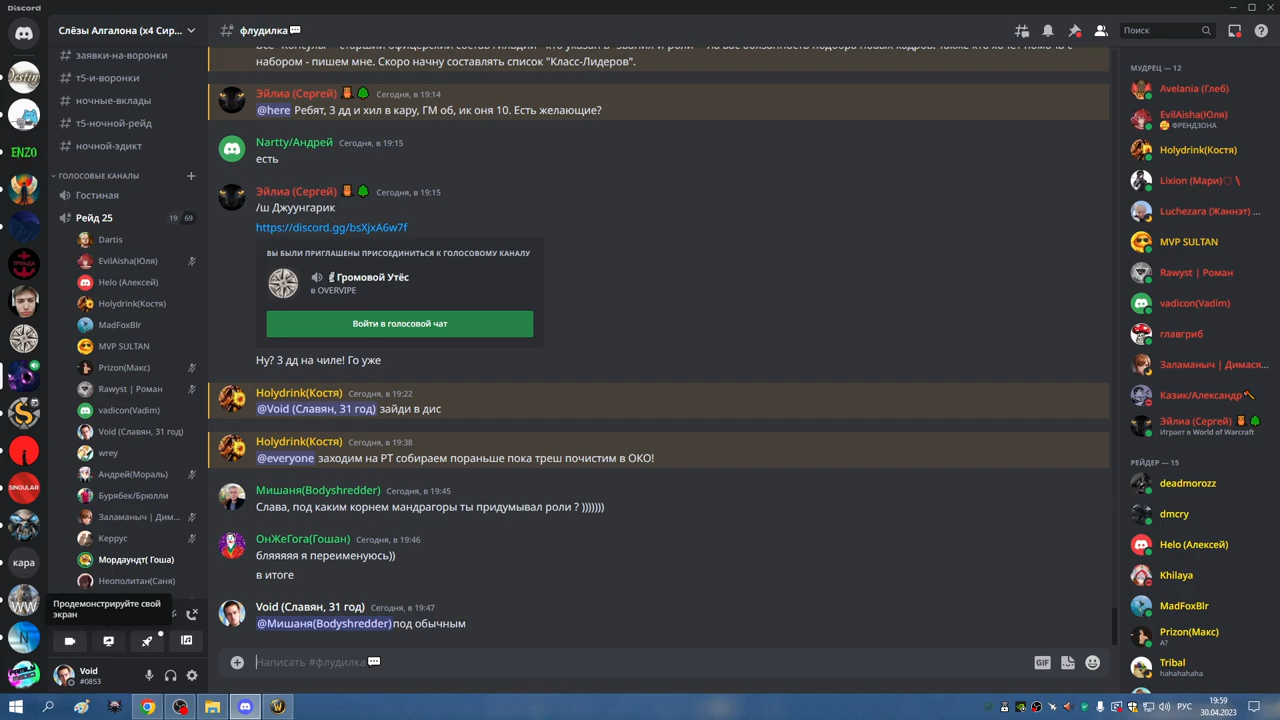 Discord
Слёзы Алгалона (x4 Сир...
заявки-на-воронки
т5-и-воронки
ночные-вклады
т5-ночной-рейд
ночной-эдикт
ГОЛОСОВЫЕ КАНАЛЫ
Гостиная
Рейд 25 19 69
Dartis
EvilAisha(Юля)
Helo (Алексей)
Holydrink(Костя)
MadFoxBlr
MVP SULTAN
Prizon(Макс)
Rawyst | Роман
vadicon(Vadim)
Void (Славян, 31 год)
wrey
Андрей(Мораль)
Бурябек/Брюлли
Заламаныч | Дим...
Керрус
Мордаундт( Гоша)
Неополитан(Саня)
Продемонстрируйте свой
экран
Void
#0853
Destiny
ENZO
ТРИАДА
SINGULAR
кара
WW
флудилка
Поиск
набором - пишем мне. Скоро начну составлять список "Класс-Лидеров".
Эйлиа (Сергей) Сегодня, в 19:14
@here Ребят, 3 дд и хил в кару, ГМ об, ик оня 10. Есть желающие?
Nartty/Андрей Сегодня, в 19:15
есть
Эйлиа (Сергей) Сегодня, в 19:15
/ш Джуунгарик
https://discord.gg/bsXjxA6w7f
ВЫ БЫЛИ ПРИГЛАШЕНЫ ПРИСОЕДИНИТЬСЯ К ГОЛОСОВОМУ КАНАЛУ
Громовой Утёс
в OVERVIPE
Войти в голосовой чат
Ну? 3 дд на чиле! Го уже
Holydrink(Костя) Сегодня, в 19:22
@Void (Славян, 31 год) зайди в дис
Holydrink(Костя) Сегодня, в 19:38
@everyone заходим на РТ собираем пораньше пока треш почистим в ОКО!
Мишаня(Bodyshredder) Сегодня, в 19:45
Слава, под каким корнем мандрагоры ты придумывал роли ? )))))))
ОнЖеГога(Гошан) Сегодня, в 19:46
бляяяяя я переименуюсь))
в итоге
Void (Славян, 31 год) Сегодня, в 19:47
@Мишаня(Bodyshredder)под обычным
Написать #флудилка
GIF
МУДРЕЦ — 12
Avelania (Глеб)
EvilAisha(Юля)
ФРЕНДЗОНА
Holydrink(Костя)
Lixion (Мари)
Luchezara (Жаннэт) ...
MVP SULTAN
Rawyst | Роман
vadicon(Vadim)
главгриб
Заламаныч | Димася...
Казик/Александр
Эйлиа (Сергей)
Играет в World of Warcraft
РЕЙДЕР — 15
deadmorozz
dmcry
Helo (Алексей)
Khilaya
MadFoxBlr
Prizon(Макс)
А?
Tribal
hahahahaha
РУС
19:59
30.04.2023